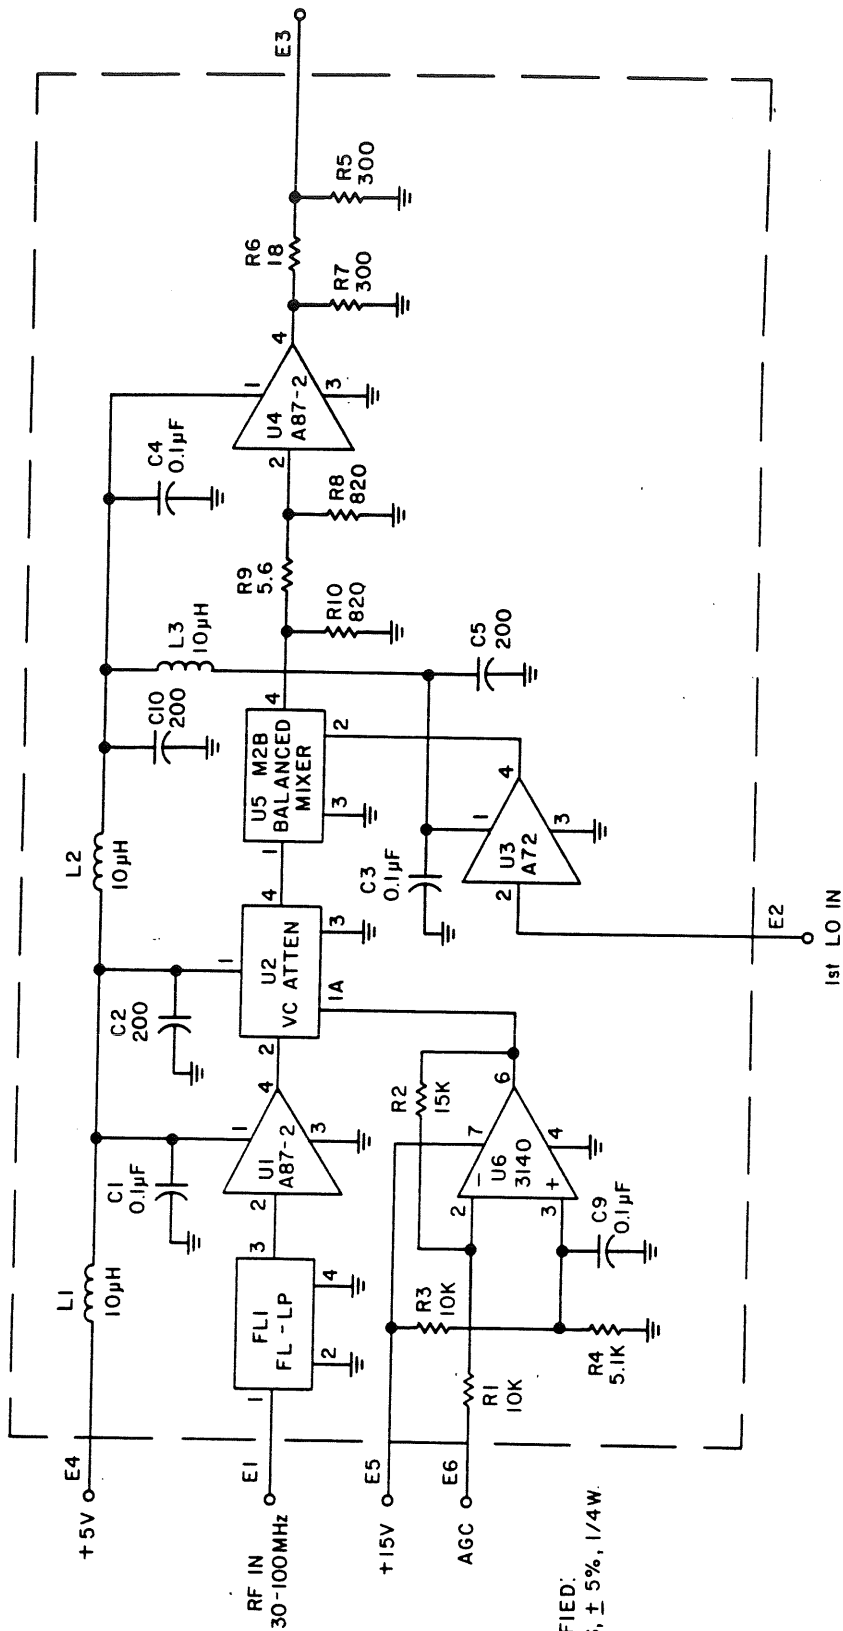 E3
R5
300
R6
18
R7
300
4
1
3
U4
A87-2
2
C4
0.1µF
R8
820
R9
5.6
R10
820
L3
10µH
C5
200
C10
200
4
U5 M2B
BALANCED
MIXER
2
3
1
L2
10µH
C3
0.1µF
4
1
3
U3
A72
2
E2
1st LO IN
4
1
3
U2
VC ATTEN
1A
2
C2
200
4
1
3
U1
A87-2
2
C1
0.1µF
R2
15K
6
7
4
U6
3140
-
+
2
3
C9
0.1µF
L1
10µH
3
4
FL1
FL-LP
2
1
R3
10K
R4
5.1K
R1
10K
E4
+5V
E1
RF IN
30-100MHz
E5
+15V
E6
AGC
FIED:
, ± 5%, 1/4W.